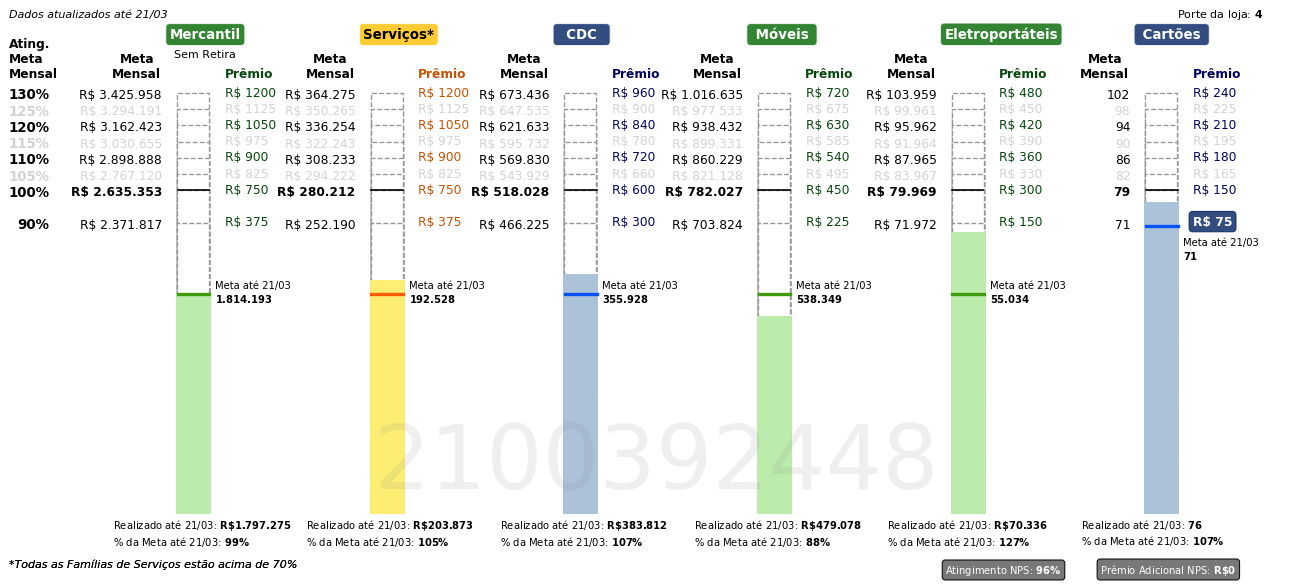 Dados atualizados até 21/03 Porte da loja: 4
Mercantil Serviços* CDC Móveis Eletroportáteis Cartões
Sem Retira
Ating. Meta Mensal Meta Mensal Prêmio Meta Mensal Prêmio Meta Mensal Prêmio Meta Mensal Prêmio Meta Mensal Prêmio Meta Mensal Prêmio
130% R$ 3.425.958 R$ 1200 R$ 364.275 R$ 1200 R$ 673.436 R$ 960 R$ 1.016.635 R$ 720 R$ 103.959 R$ 480 102 R$ 240
125% R$ 3.294.191 R$ 1125 R$ 350.265 R$ 1125 R$ 647.535 R$ 900 R$ 977.533 R$ 675 R$ 99.961 R$ 450 98 R$ 225
120% R$ 3.162.423 R$ 1050 R$ 336.254 R$ 1050 R$ 621.633 R$ 840 R$ 938.432 R$ 630 R$ 95.962 R$ 420 94 R$ 210
115% R$ 3.030.655 R$ 975 R$ 322.243 R$ 975 R$ 595.732 R$ 780 R$ 899.331 R$ 585 R$ 91.964 R$ 390 90 R$ 195
110% R$ 2.898.888 R$ 900 R$ 308.233 R$ 900 R$ 569.830 R$ 720 R$ 860.229 R$ 540 R$ 87.965 R$ 360 86 R$ 180
105% R$ 2.767.120 R$ 825 R$ 294.222 R$ 825 R$ 543.929 R$ 660 R$ 821.128 R$ 495 R$ 83.967 R$ 330 82 R$ 165
100% R$ 2.635.353 R$ 750 R$ 280.212 R$ 750 R$ 518.028 R$ 600 R$ 782.027 R$ 450 R$ 79.969 R$ 300 79 R$ 150
90% R$ 2.371.817 R$ 375 R$ 252.190 R$ 375 R$ 466.225 R$ 300 R$ 703.824 R$ 225 R$ 71.972 R$ 150 71 R$ 75
Meta até 21/03
71
Meta até 21/03 Meta até 21/03 Meta até 21/03 Meta até 21/03 Meta até 21/03
1.814.193 192.528 355.928 538.349 55.034
2100392448
Realizado até 21/03: R$1.797.275 Realizado até 21/03: R$203.873 Realizado até 21/03: R$383.812 Realizado até 21/03: R$479.078 Realizado até 21/03: R$70.336 Realizado até 21/03: 76
% da Meta até 21/03: 99% % da Meta até 21/03: 105% % da Meta até 21/03: 107% % da Meta até 21/03: 88% % da Meta até 21/03: 127% % da Meta até 21/03: 107%
*Todas as Famílias de Serviços estão acima de 70% Atingimento NPS: 96% Prêmio Adicional NPS: R$0